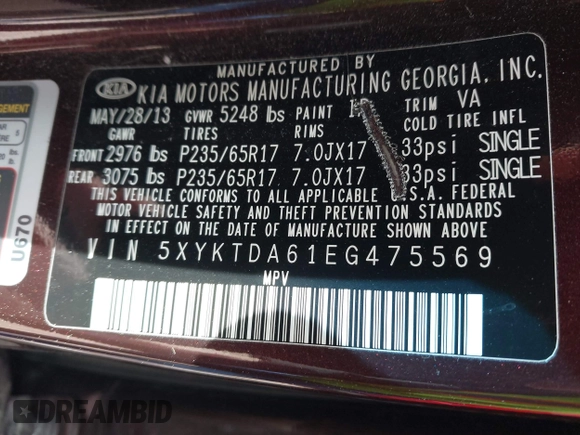 MANUFACTURED BY
KIA KIA MOTORS MANUFACTURING GEORGIA, INC.
MAY/28/13 GVWR 5248 lbs PAINT TRIM VA
GAWR TIRES RIMS COLD TIRE INFL
FRONT 2976 lbs P235/65R17 7.0JX17 33psi SINGLE
REAR 3075 lbs P235/65R17 7.0JX17 33psi SINGLE
THIS VEHICLE CONFORMS TO ALL APPLICABLE U.S.A. FEDERAL
MOTOR VEHICLE SAFETY AND THEFT PREVENTION STANDARDS
IN EFFECT ON THE DATE OF MANUFACTURE SHOWN ABOVE
VIN 5XYKTDA61EG475569
MPV
U670
DREAMBID